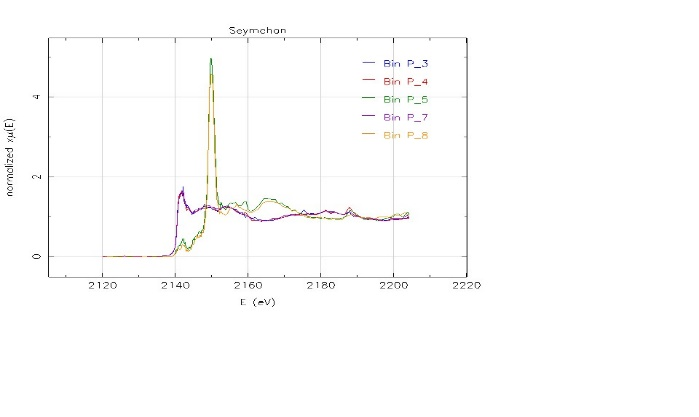 Seymchan
Bin P_3
Bin P_4
Bin P_5
Bin P_7
Bin P_8
4
2
0
normalized xμ(E)
2120 2140 2160 2180 2200 2220
E (eV)